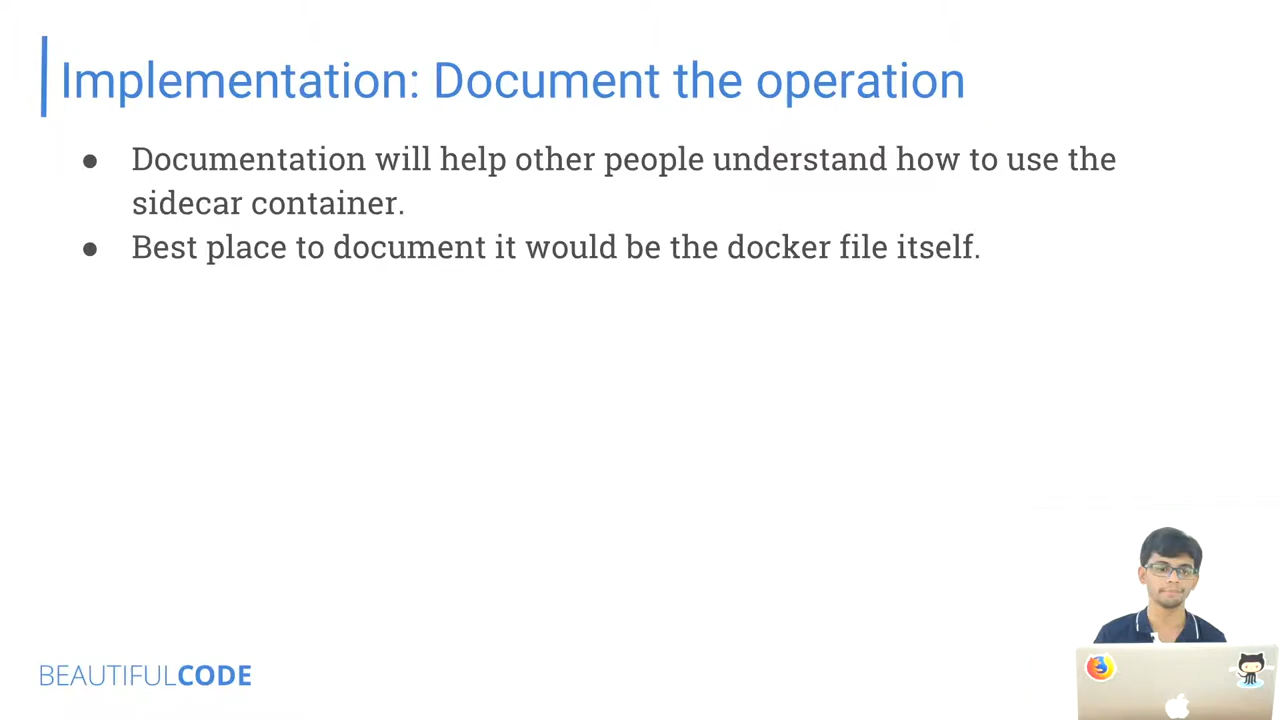 Implementation: Document the operation
● Documentation will help other people understand how to use the
sidecar container.
● Best place to document it would be the docker file itself.
BEAUTIFULCODE